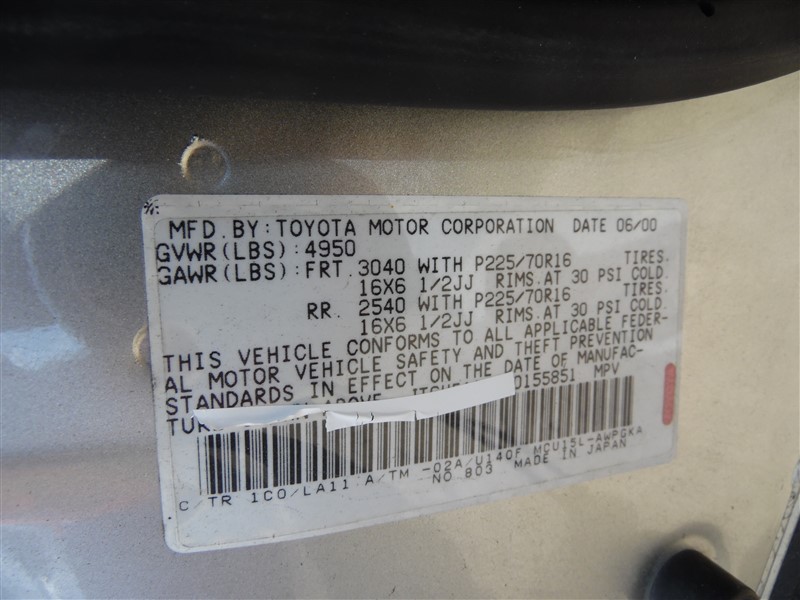 MFD. BY: TOYOTA MOTOR CORPORATION DATE 06/00
GVWR(LBS): 4950
GAWR(LBS): FRT. 3040 WITH P225/70R16 TIRES.
16X6 1/2JJ RIMS. AT 30 PSI COLD.
RR. 2540 WITH P225/70R16 TIRES.
16X6 1/2JJ RIMS. AT 30 PSI COLD.
THIS VEHICLE CONFORMS TO ALL APPLICABLE FEDER-
AL MOTOR VEHICLE SAFETY AND THEFT PREVENTION
STANDARDS IN EFFECT ON THE DATE OF MANUFAC-
0155851 MPV
C/TR 1C0/LA11 A/TM -02A/U140F MCU15L-AWPGKA
NO. 803 MADE IN JAPAN